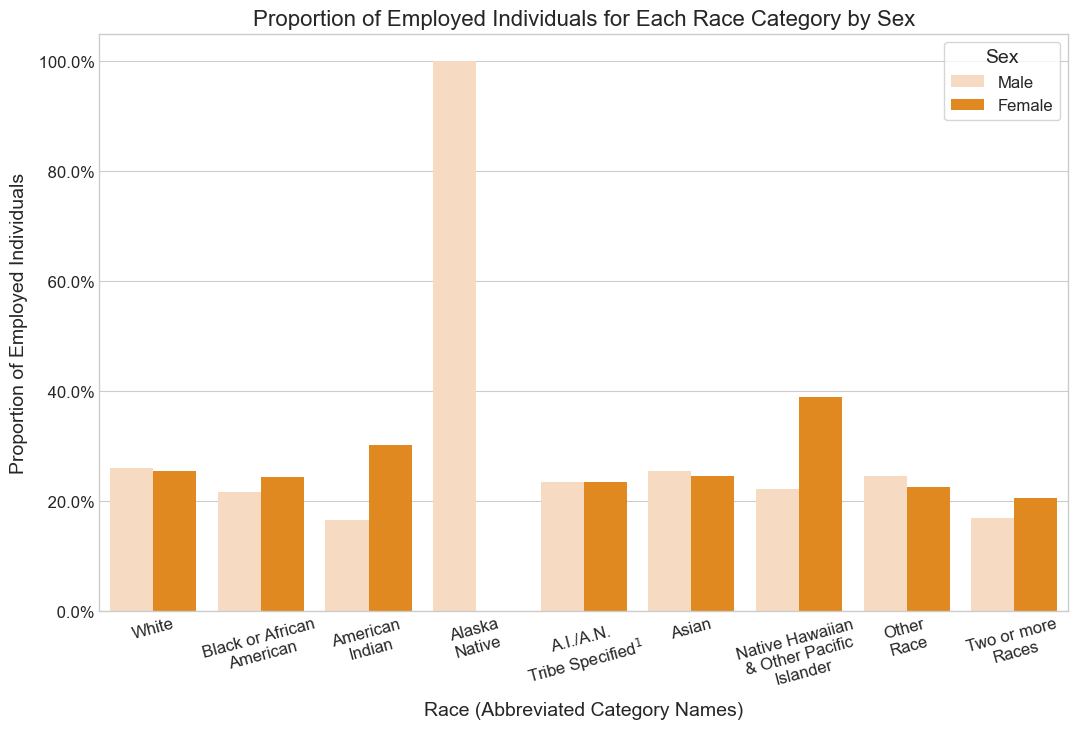 Proportion of Employed Individuals for Each Race Category by Sex
Sex
Male
Female
100.0%
80.0%
60.0%
40.0%
20.0%
0.0%
Proportion of Employed Individuals
White
Black or African
American
American
Indian
Alaska
Native
A.I./A.N.
Tribe Specified¹
Asian
Native Hawaiian
& Other Pacific
Islander
Other
Race
Two or more
Races
Race (Abbreviated Category Names)